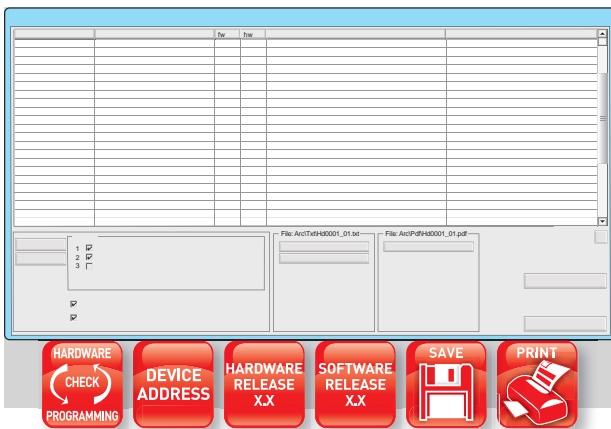 fw hw
File: Arc\Txt\Hd0001_01.txt
File: Arc\Pdf\Hd0001_01.pdf
1
2
3
HARDWARE
CHECK
PROGRAMMING
DEVICE
ADDRESS
HARDWARE
RELEASE
X.X
SOFTWARE
RELEASE
X.X
SAVE
PRINT